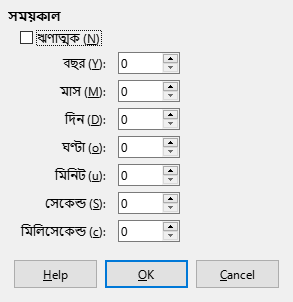 সময়কাল
ঋণাত্মক (N)
বছর (Y): 0
মাস (M): 0
দিন (D): 0
ঘণ্টা (o): 0
মিনিট (u): 0
সেকেন্ড (S): 0
মিলিসেকেন্ড (c): 0
Help OK Cancel